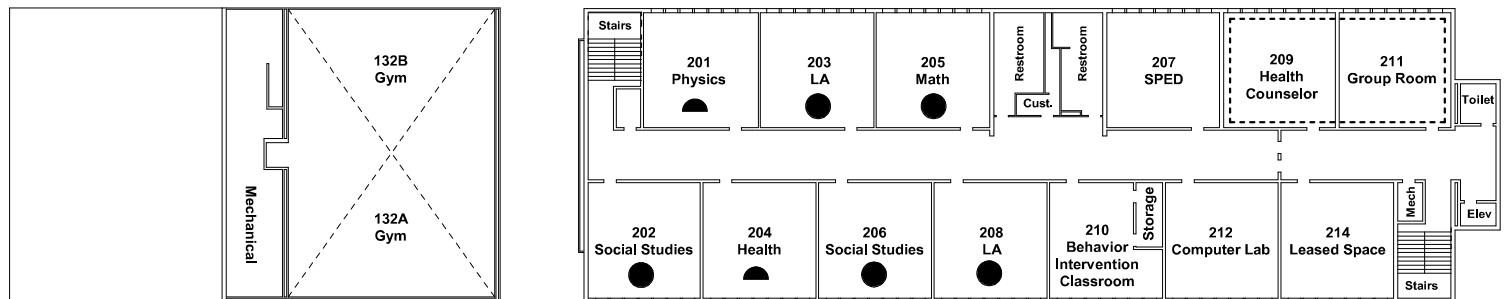 132B
Gym
132A
Gym
Mechanical
Stairs
201
Physics
203
LA
205
Math
Restroom
Restroom
Cust.
207
SPED
209
Health
Counselor
211
Group Room
Toilet
202
Social Studies
204
Health
206
Social Studies
208
LA
210
Behavior
Intervention
Classroom
Storage
212
Computer Lab
214
Leased Space
Mech
Elev
Stairs